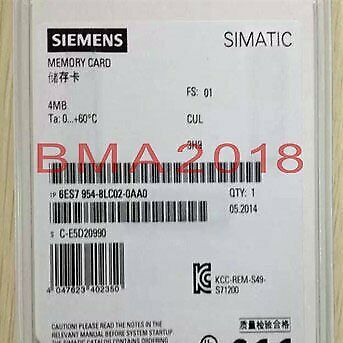 SIEMENS
SIMATIC
MEMORY CARD
储存卡
FS: 01
4MB
Ta: 0...+60°C
CUL
BMA2018
1P 6ES7 954-8LC02-0AA0
QTY: 1
05.2014
S C-E5D20990
KCC-REM-S49-
S71200
4 047623 402350
CAUTION! PLEASE READ THE NOTES IN THE
MANUAL BEFORE SYSTEM STARTUP
质量检验合格